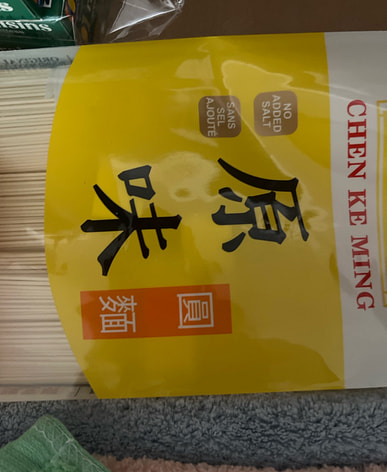 CHEN KE MING
NO
ADDED
SALT
SANS
SEL
AJOUTÉ
原味
圓麵